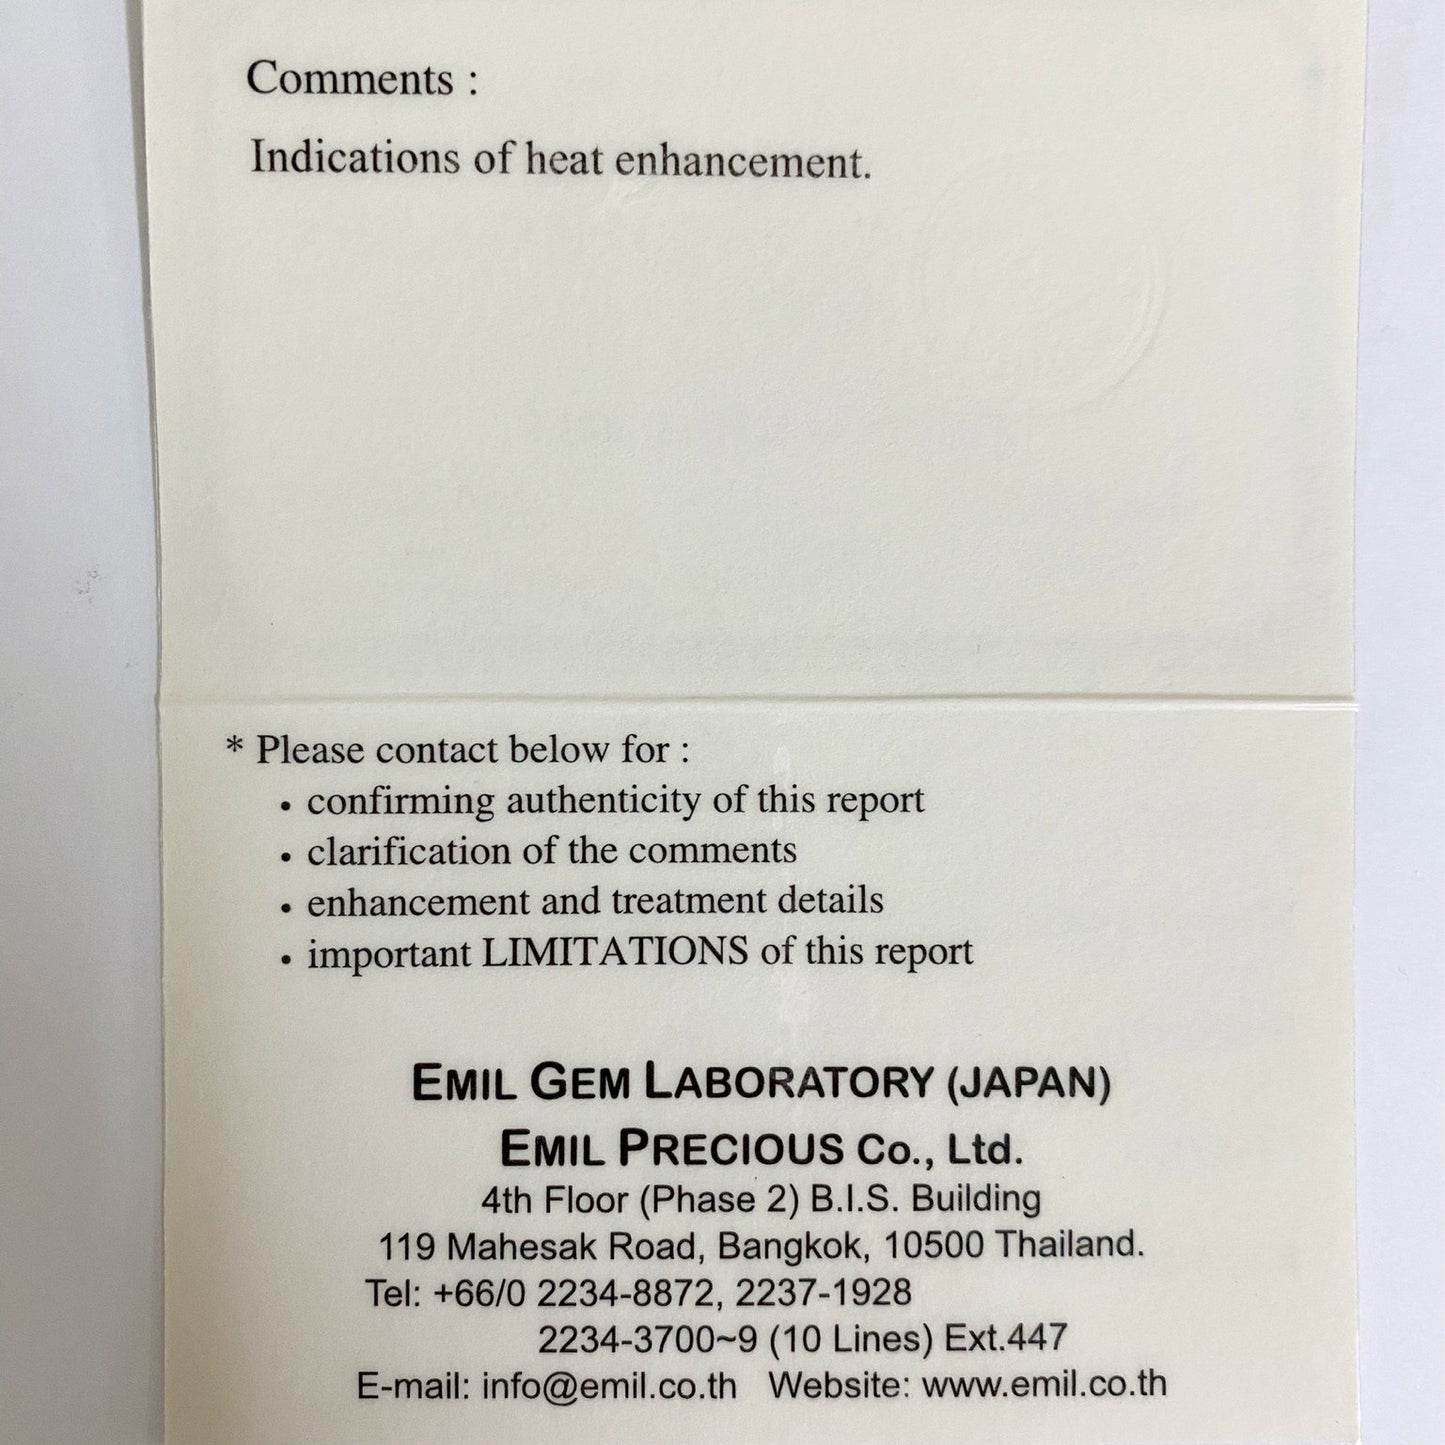 Comments :
Indications of heat enhancement.
* Please contact below for :
• confirming authenticity of this report
• clarification of the comments
• enhancement and treatment details
• important LIMITATIONS of this report
EMIL GEM LABORATORY (JAPAN)
EMIL PRECIOUS Co., Ltd.
4th Floor (Phase 2) B.I.S. Building
119 Mahesak Road, Bangkok, 10500 Thailand.
Tel: +66/0 2234-8872, 2237-1928
2234-3700~9 (10 Lines) Ext.447
E-mail: info@emil.co.th Website: www.emil.co.th